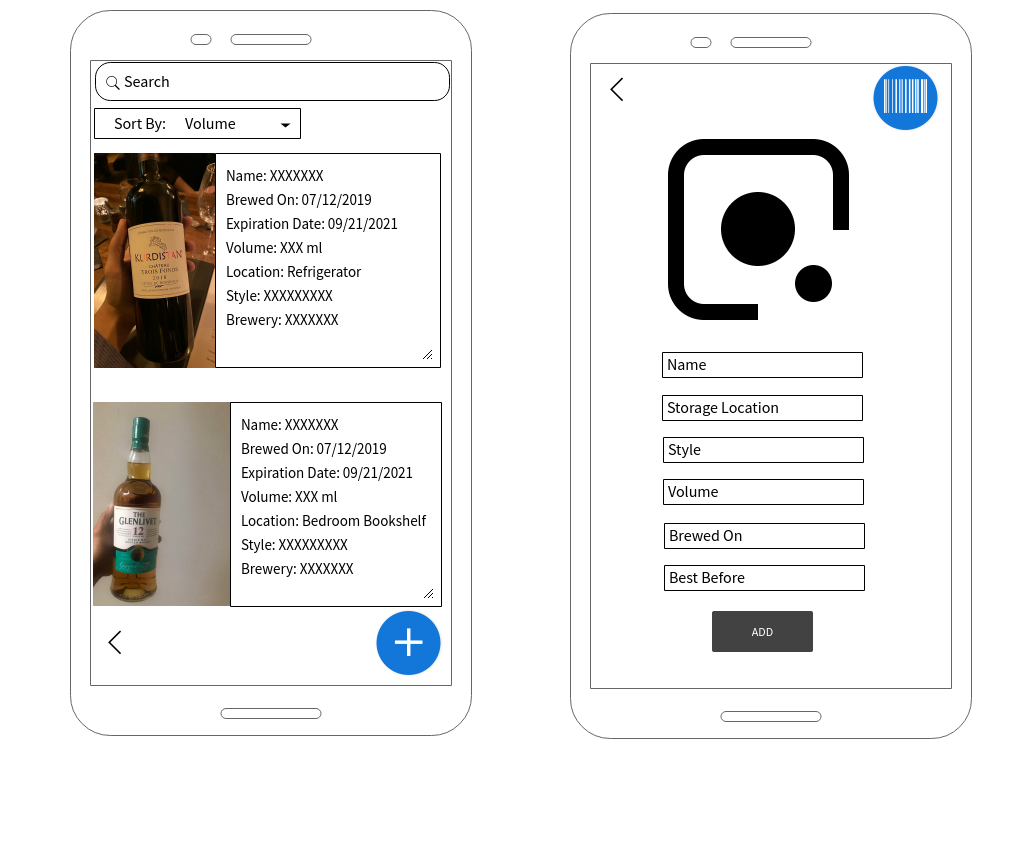 Search
Sort By: Volume
KURDISTAN
CHÂTEAU
TROIS FONDS
2016
Name: XXXXXXX
Brewed On: 07/12/2019
Expiration Date: 09/21/2021
Volume: XXX ml
Location: Refrigerator
Style: XXXXXXXXX
Brewery: XXXXXXX
THE
GLENLIVET
12
Name: XXXXXXX
Brewed On: 07/12/2019
Expiration Date: 09/21/2021
Volume: XXX ml
Location: Bedroom Bookshelf
Style: XXXXXXXXX
Brewery: XXXXXXX
Name
Storage Location
Style
Volume
Brewed On
Best Before
ADD